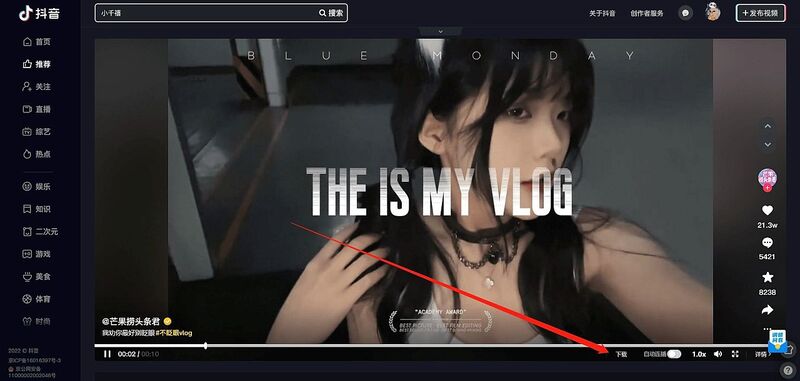 抖音
小千禧
搜索
关于抖音
创作者服务
+发布视频
首页
推荐
关注
直播
综艺
热点
娱乐
知识
二次元
游戏
美食
体育
时尚
2022 © 抖音
京ICP备16016397号-3
京公网安备
11000002002046号
BLUE MONDAY
THE IS MY VLOG
"ACADEMY AWARD"
BEST PICTURE BEST FILM EDITING
@芒果捞头条君
我劝你最好别眨眼#不眨眼vlog
21.3w
5421
8238
00:02 / 00:10
下载
自动连播
1.0x
详情